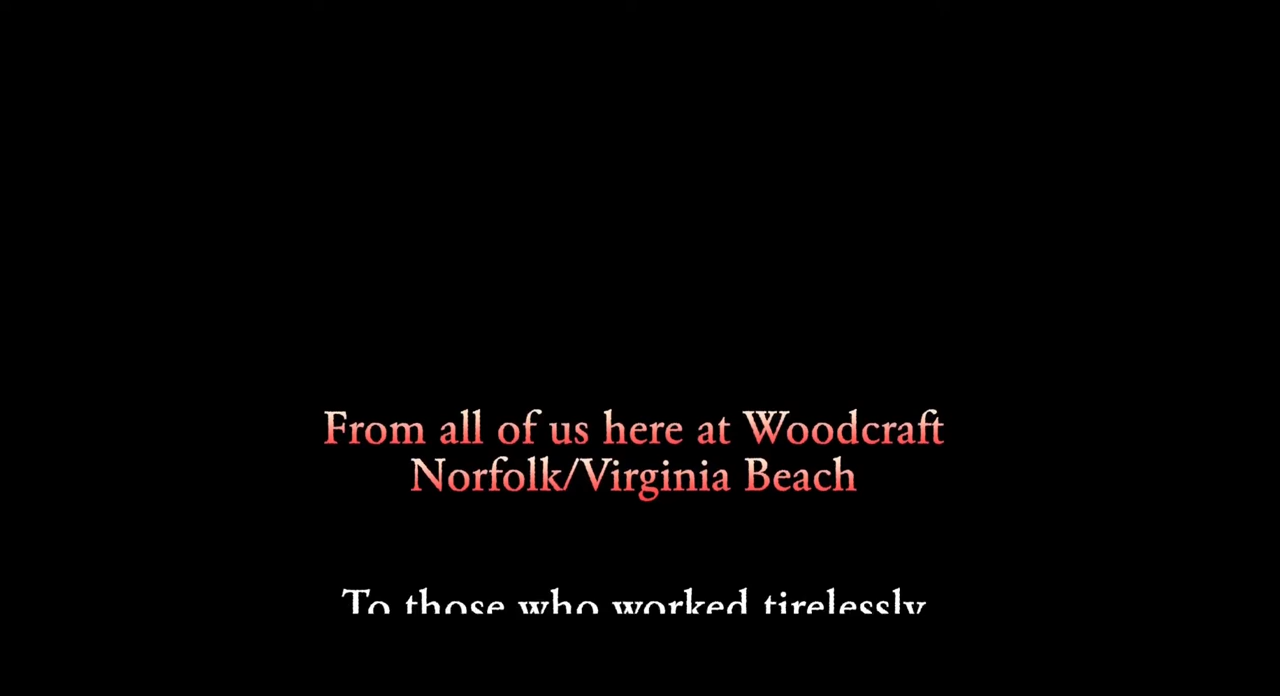 From all of us here at Woodcraft
Norfolk/Virginia Beach
To those who worked tirelessly